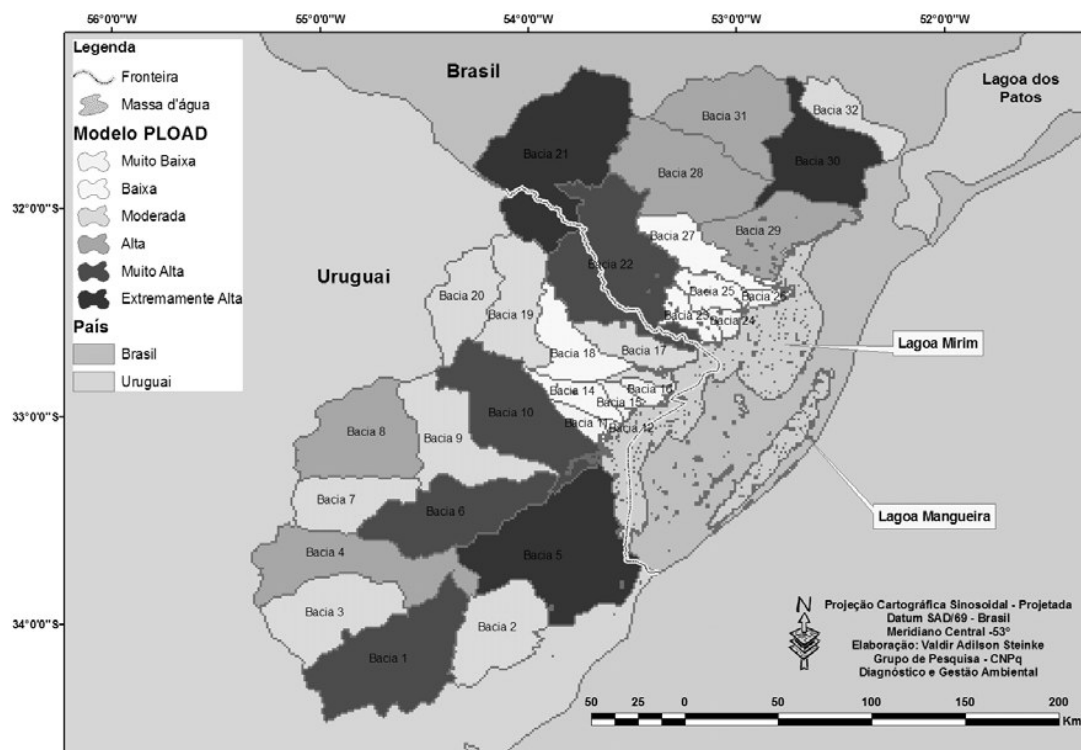 56°0'0"W 55°0'0"W 54°0'0"W 53°0'0"W 52°0'0"W
Legenda
Fronteira
Massa d'água
Modelo PLOAD
Muito Baixa
Baixa
Moderada
Alta
Muito Alta
Extremamente Alta
País
Brasil
Uruguai
Brasil
Lagoa dos
Patos
Bacia 32
Bacia 31
Bacia 21
Bacia 30
Bacia 28
32°0'0"S
Bacia 29
Bacia 27
Uruguai
Bacia 22
Bacia 20
Bacia 25
Bacia 26
Bacia 19
Bacia 23
Bacia 24
Lagoa Mirim
Bacia 18
Bacia 17
Bacia 14
Bacia 16
Bacia 15
33°0'0"S
Bacia 10
Bacia 11
Bacia 12
Bacia 8
Bacia 9
Bacia 7
Bacia 6
Lagoa Mangueira
Bacia 4
Bacia 5
Bacia 3
Bacia 2
34°0'0"S
Bacia 1
N
Projeção Cartográfica Sinosoidal - Projetada
Datum SAD/69 - Brasil
Meridiano Central -53º
Elaboração: Valdir Adilson Steinke
Grupo de Pesquisa - CNPq
Diagnóstico e Gestão Ambiental
50 25 0 50 100 150 200
Km